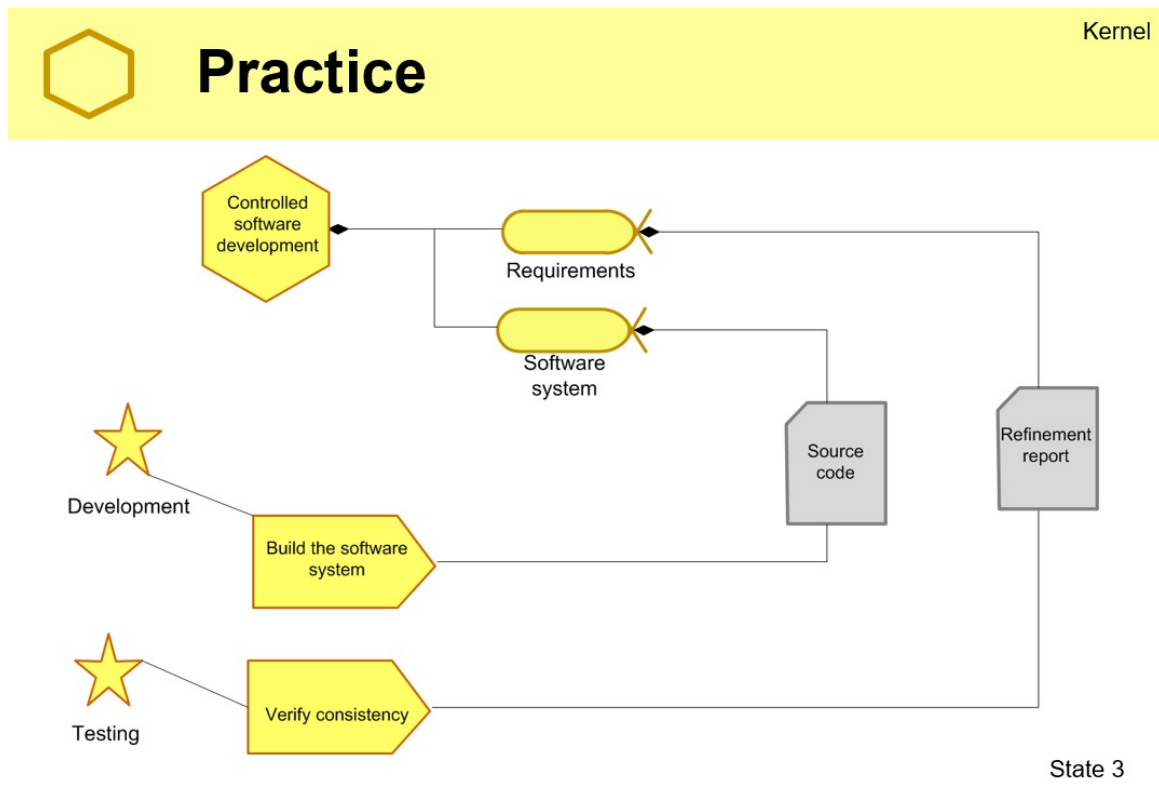 Kernel
Practice
Controlled
software
development
Requirements
Software
system
Source
code
Refinement
report
Development
Build the software
system
Verify consistency
Testing
State 3